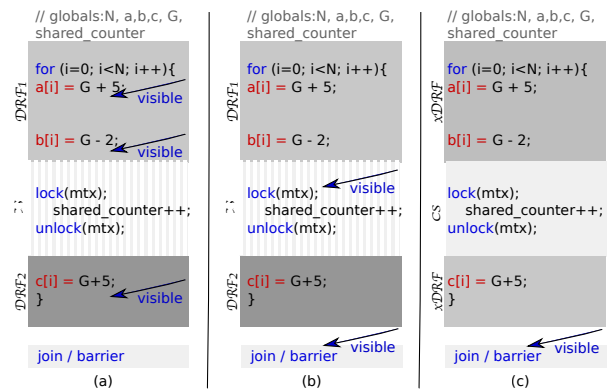 // globals:N, a,b,c, G,
shared_counter
DRF1
for (i=0; i<N; i++){
a[i] = G + 5;
visible
b[i] = G - 2;
visible
lock(mtx);
shared_counter++;
unlock(mtx);
DRF2
c[i] = G+5;
visible
}
join / barrier
(a)
// globals:N, a,b,c, G,
shared_counter
DRF1
for (i=0; i<N; i++){
a[i] = G + 5;
b[i] = G - 2;
visible
lock(mtx);
shared_counter++;
unlock(mtx);
DRF2
c[i] = G+5;
}
visible
join / barrier
(b)
// globals:N, a,b,c, G,
shared_counter
xDRF
for (i=0; i<N; i++){
a[i] = G + 5;
b[i] = G - 2;
CS
lock(mtx);
shared_counter++;
unlock(mtx);
xDRF
c[i] = G+5;
}
visible
join / barrier
(c)